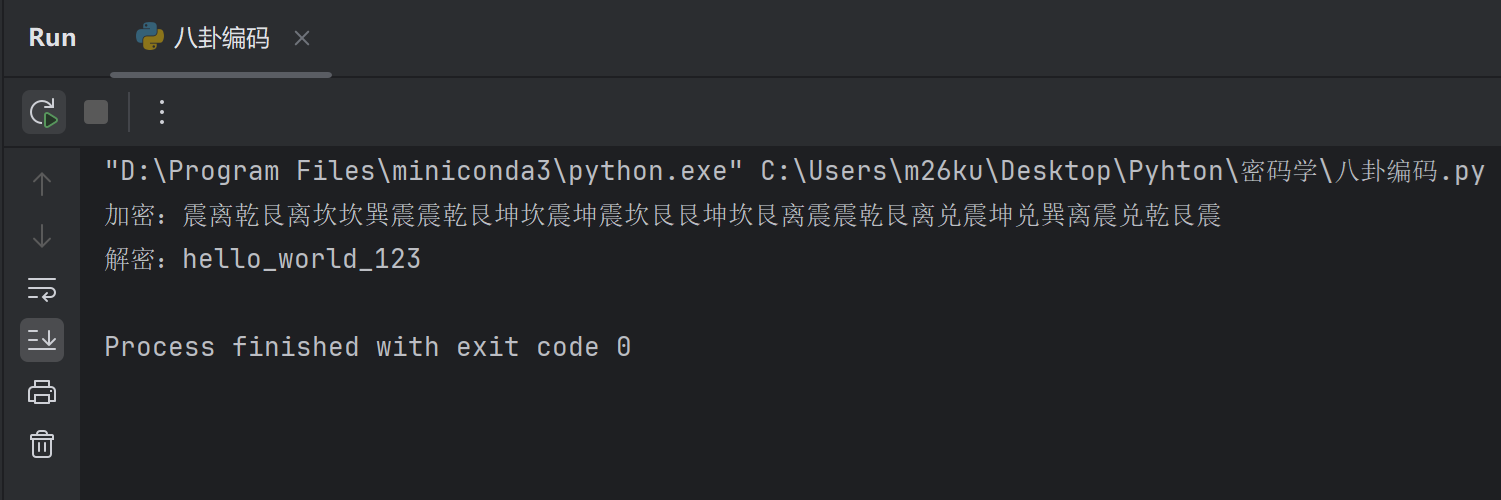 Run 八卦编码
"D:\Program Files\miniconda3\python.exe" C:\Users\m26ku\Desktop\Pyhton\密码学\八卦编码.py
加密：震离乾艮离坎坎巽震震乾艮坤坎震坤震坎艮艮坤坎艮离震震乾艮离兑震坤兑巽离震兑乾艮震
解密：hello_world_123
Process finished with exit code 0